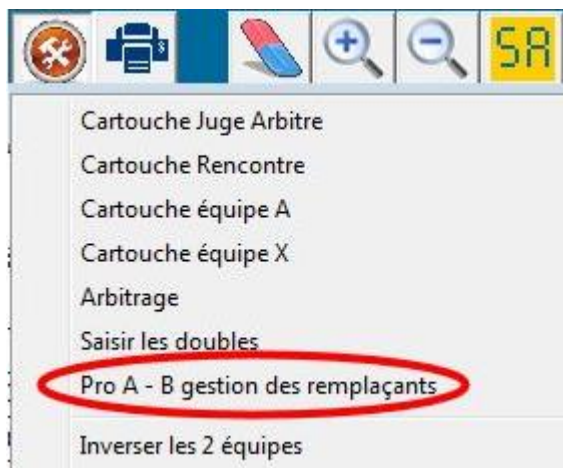 SA
Cartouche Juge Arbitre
Cartouche Rencontre
Cartouche équipe A
Cartouche équipe X
Arbitrage
Saisir les doubles
Pro A - B gestion des remplaçants
Inverser les 2 équipes